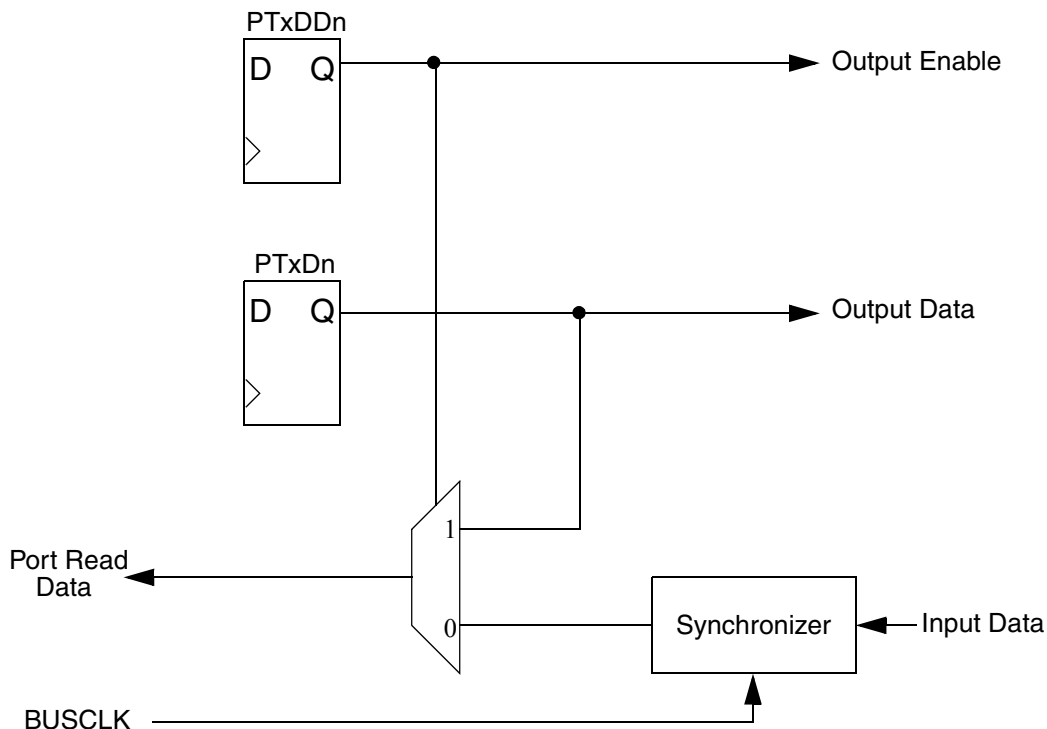 PTxDDn
D Q
Output Enable
PTxDn
D Q
Output Data
1
Port Read
Data
0
Synchronizer
Input Data
BUSCLK